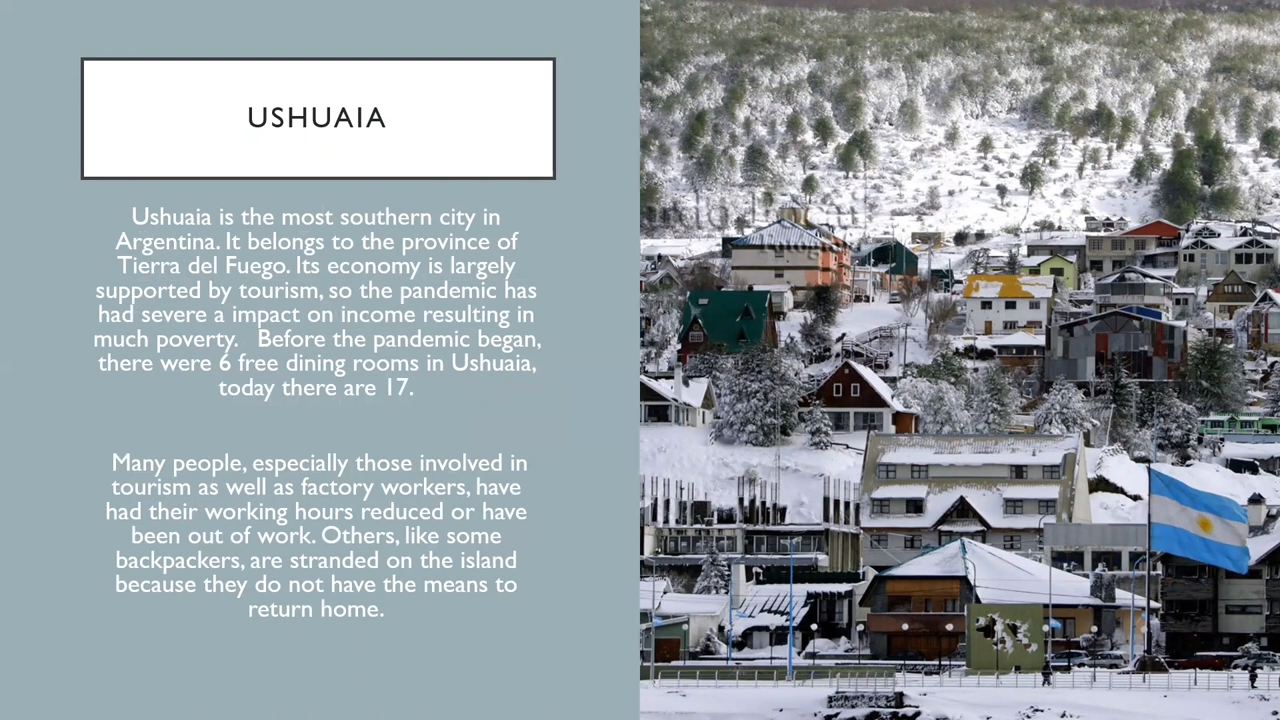 USHUAIA
Ushuaia is the most southern city in
Argentina. It belongs to the province of
Tierra del Fuego. Its economy is largely
supported by tourism, so the pandemic has
had severe a impact on income resulting in
much poverty.   Before the pandemic began,
there were 6 free dining rooms in Ushuaia,
today there are 17.
Many people, especially those involved in
tourism as well as factory workers, have
had their working hours reduced or have
been out of work. Others, like some
backpackers, are stranded on the island
because they do not have the means to
return home.